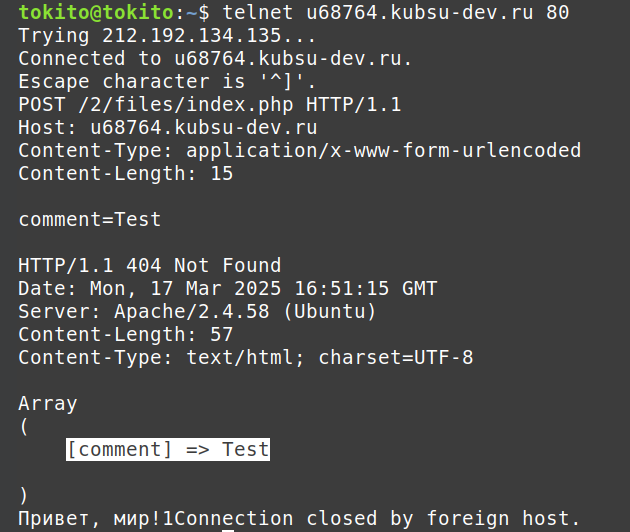 tokito@tokito:~$ telnet u68764.kubsu-dev.ru 80
Trying 212.192.134.135...
Connected to u68764.kubsu-dev.ru.
Escape character is '^]'.
POST /2/files/index.php HTTP/1.1
Host: u68764.kubsu-dev.ru
Content-Type: application/x-www-form-urlencoded
Content-Length: 15

comment=Test

HTTP/1.1 404 Not Found
Date: Mon, 17 Mar 2025 16:51:15 GMT
Server: Apache/2.4.58 (Ubuntu)
Content-Length: 57
Content-Type: text/html; charset=UTF-8

Array
(
    [comment] => Test

)
Привет, мир!1Connection closed by foreign host.